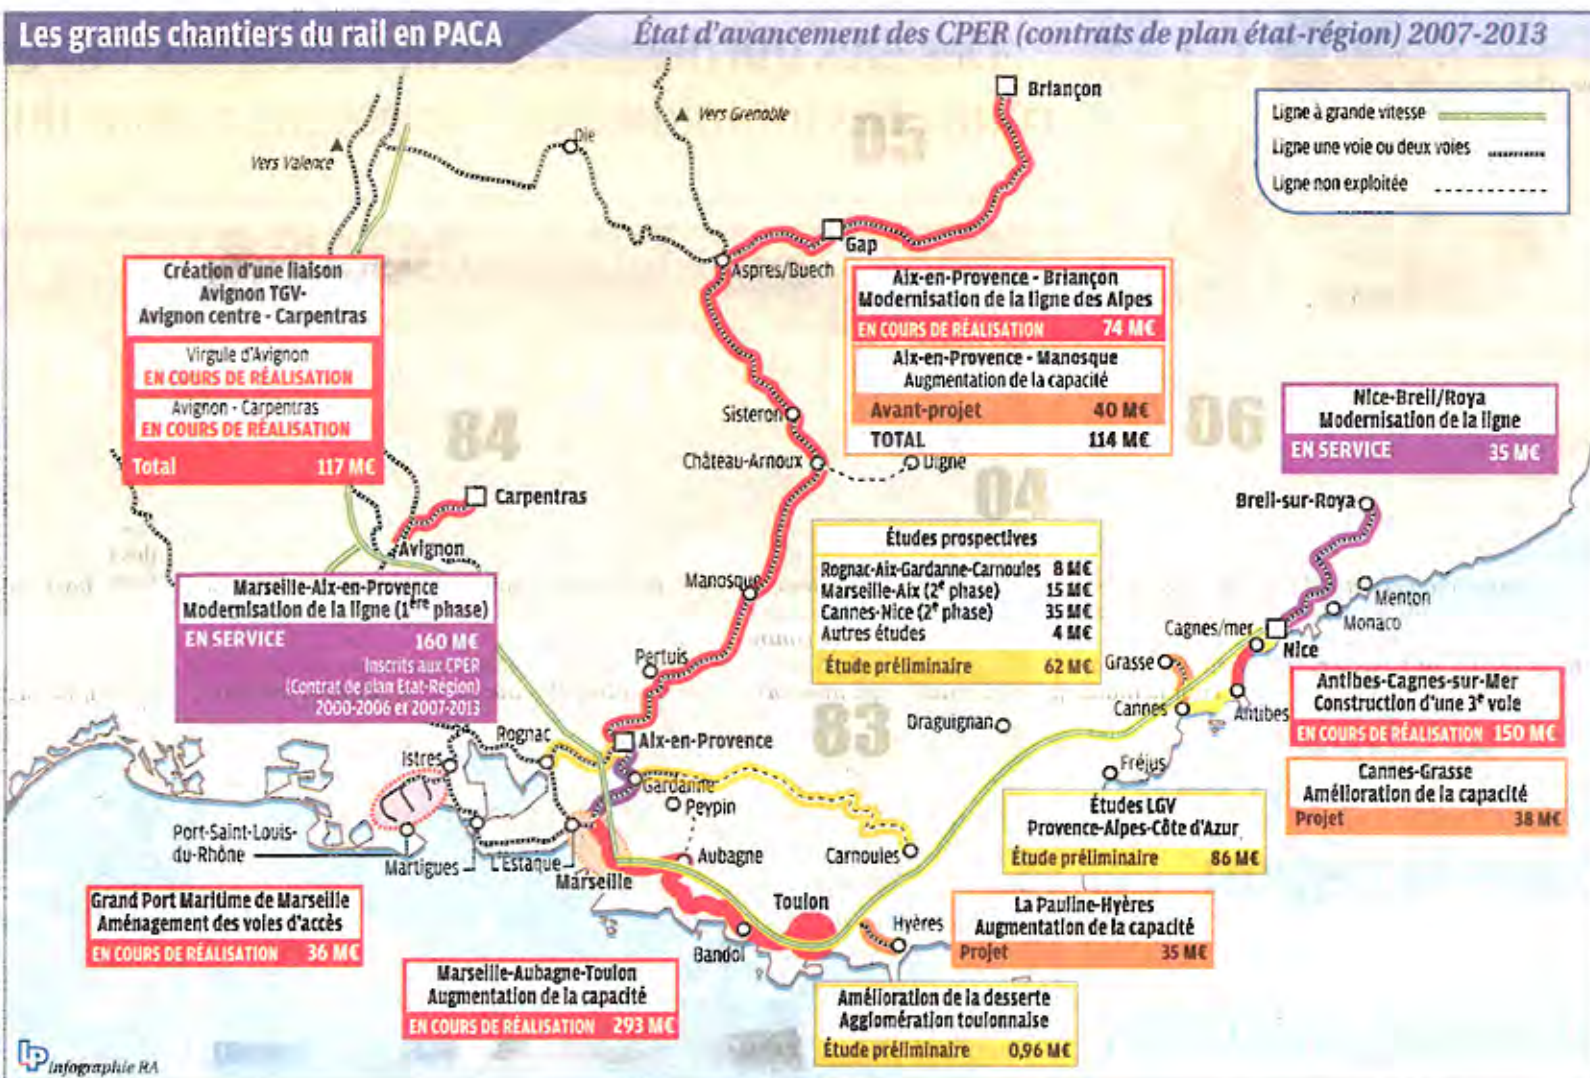 Les grands chantiers du rail en PACA
État d'avancement des CPER (contrats de plan état-région) 2007-2013
Ligne à grande vitesse
Ligne une voie ou deux voies
Ligne non exploitée
Vers Valence
Vers Grenoble
Die
Briançon
Gap
Aspres/Buech
05
84
04
06
83
Création d'une liaison
Avignon TGV-
Avignon centre - Carpentras
Virgule d'Avignon
EN COURS DE RÉALISATION
Avignon - Carpentras
EN COURS DE RÉALISATION
Total 117 M€
Aix-en-Provence - Briançon
Modernisation de la ligne des Alpes
EN COURS DE RÉALISATION 74 M€
Aix-en-Provence - Manosque
Augmentation de la capacité
Avant-projet 40 M€
TOTAL 114 M€
Nice-Breil/Roya
Modernisation de la ligne
EN SERVICE 35 M€
Sisteron
Château-Arnoux
Digne
Carpentras
Avignon
Manosque
Pertuis
Breil-sur-Roya
Menton
Monaco
Cagnes/mer
Nice
Grasse
Cannes
Antibes
Draguignan
Fréjus
Marseille-Aix-en-Provence
Modernisation de la ligne (1ère phase)
EN SERVICE 160 M€
Inscrits aux CPER
(Contrat de plan Etat-Région)
2000-2006 et 2007-2013
Études prospectives
Rognac-Aix-Gardanne-Carnoules 8 M€
Marseille-Aix (2e phase) 15 M€
Cannes-Nice (2e phase) 35 M€
Autres études 4 M€
Étude préliminaire 62 M€
Antibes-Cagnes-sur-Mer
Construction d'une 3e voie
EN COURS DE RÉALISATION 150 M€
Cannes-Grasse
Amélioration de la capacité
Projet 38 M€
Rognac
Aix-en-Provence
Istres
Gardanne
Peypin
Port-Saint-Louis-
du-Rhône
Martigues
L'Estaque
Marseille
Aubagne
Carnoules
Toulon
Bandol
Hyères
Études LGV
Provence-Alpes-Côte d'Azur
Étude préliminaire 86 M€
La Pauline-Hyères
Augmentation de la capacité
Projet 35 M€
Grand Port Maritime de Marseille
Aménagement des voies d'accès
EN COURS DE RÉALISATION 36 M€
Marseille-Aubagne-Toulon
Augmentation de la capacité
EN COURS DE RÉALISATION 293 M€
Amélioration de la desserte
Agglomération toulonnaise
Étude préliminaire 0,96 M€
LP Infographie RA